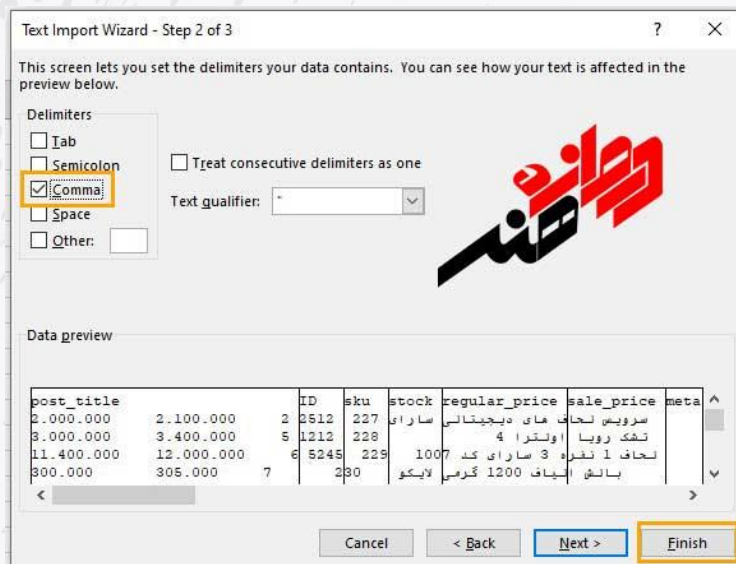 Text Import Wizard - Step 2 of 3
?
This screen lets you set the delimiters your data contains. You can see how your text is affected in the
preview below.
Delimiters
Tab
Semicolon
Comma
Space
Other:
Treat consecutive delimiters as one
Text qualifier: "
دروازه
هنر
Data preview
post_title ID sku stock regular_price sale_price meta
2.000.000 2.100.000 2 2512 227 سرویس لحاف های دیجیتالی سارای
3.000.000 3.400.000 5 1212 228 تشک رویا اولترا 4
11.400.000 12.000.000 6 5245 229 لحاف 1 نفره 3 سارای کد 1007
300.000 305.000 7 230 بالش الیاف 1200 گرمی لایکو
Cancel
< Back
Next >
Finish